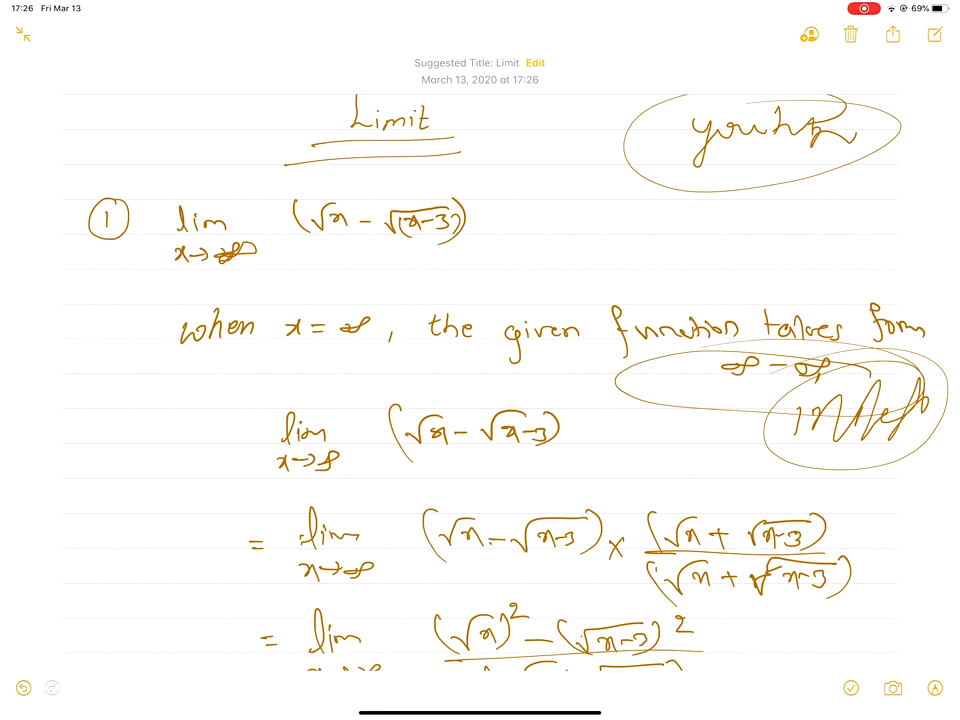 17:26 Fri Mar 13
69%
Suggested Title: Limit Edit
March 13, 2020 at 17:26
Limit
① lim (√x − √(x−3))
x→∞
when x = ∞, the given function takes form
∞ − ∞,
lim (√x − √x−3)
x→∞
= lim (√x − √x−3) × (√x + √x−3)
x→∞ (√x + √x−3)
= lim (√x)² − (√x−3)²